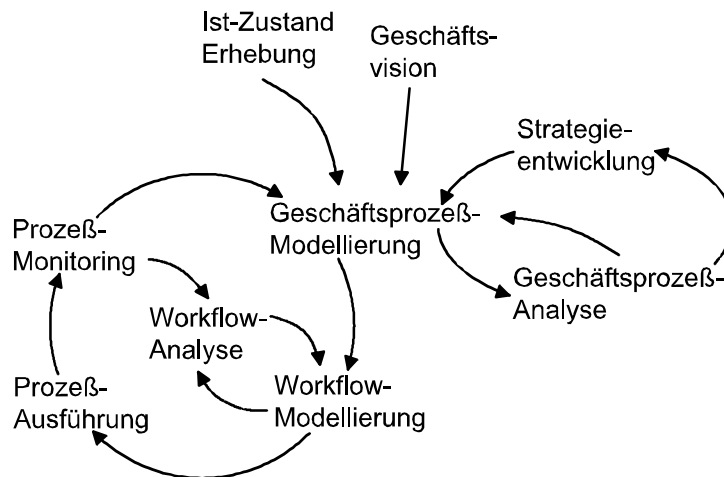 Ist-Zustand
Erhebung
Geschäfts-
vision
Strategie-
entwicklung
Geschäftsprozeß-
Modellierung
Prozeß-
Monitoring
Geschäftsprozeß-
Analyse
Workflow-
Analyse
Workflow-
Modellierung
Prozeß-
Ausführung